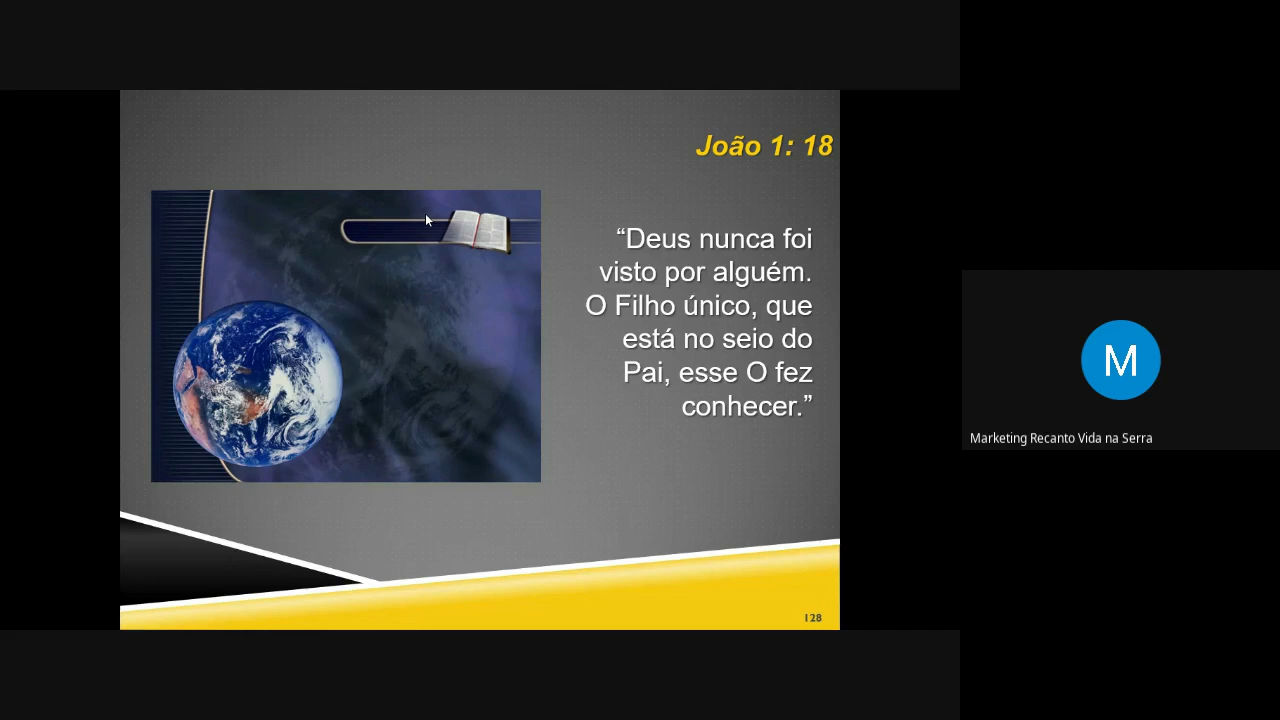 João 1: 18
“Deus nunca foi
visto por alguém.
O Filho único, que
está no seio do
Pai, esse O fez
conhecer.”
128
M
Marketing Recanto Vida na Serra